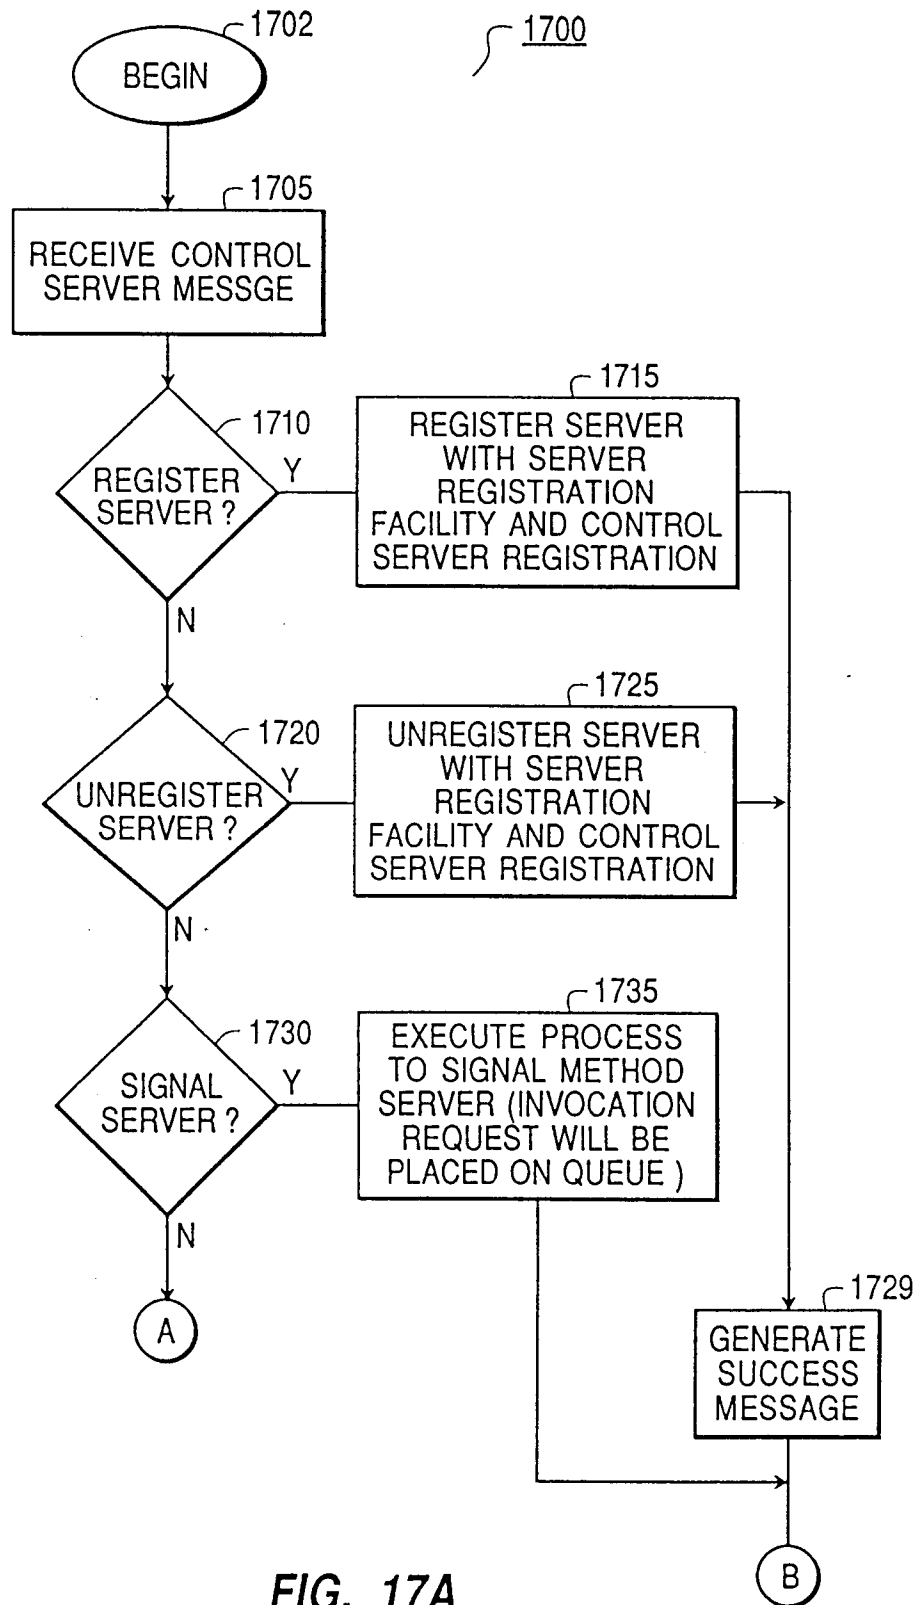 1702
1700
BEGIN
1705
RECEIVE CONTROL
SERVER MESSGE
1715
1710
REGISTER SERVER
WITH SERVER
REGISTRATION
FACILITY AND CONTROL
SERVER REGISTRATION
Y
REGISTER
SERVER ?
N
1725
1720
UNREGISTER SERVER
WITH SERVER
REGISTRATION
FACILITY AND CONTROL
SERVER REGISTRATION
Y
UNREGISTER
SERVER ?
N
1735
1730
EXECUTE PROCESS
TO SIGNAL METHOD
SERVER (INVOCATION
REQUEST WILL BE
PLACED ON QUEUE )
Y
SIGNAL
SERVER ?
N
A
1729
GENERATE
SUCCESS
MESSAGE
B
FIG. 17A